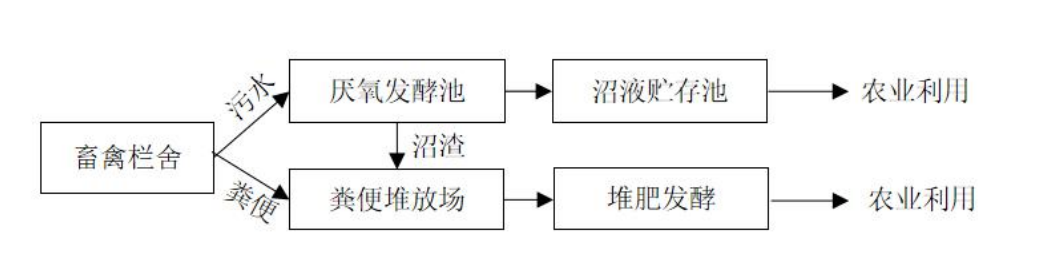 污水
厌氧发酵池
沼液贮存池
农业利用
畜禽栏舍
沼渣
粪便
粪便堆放场
堆肥发酵
农业利用